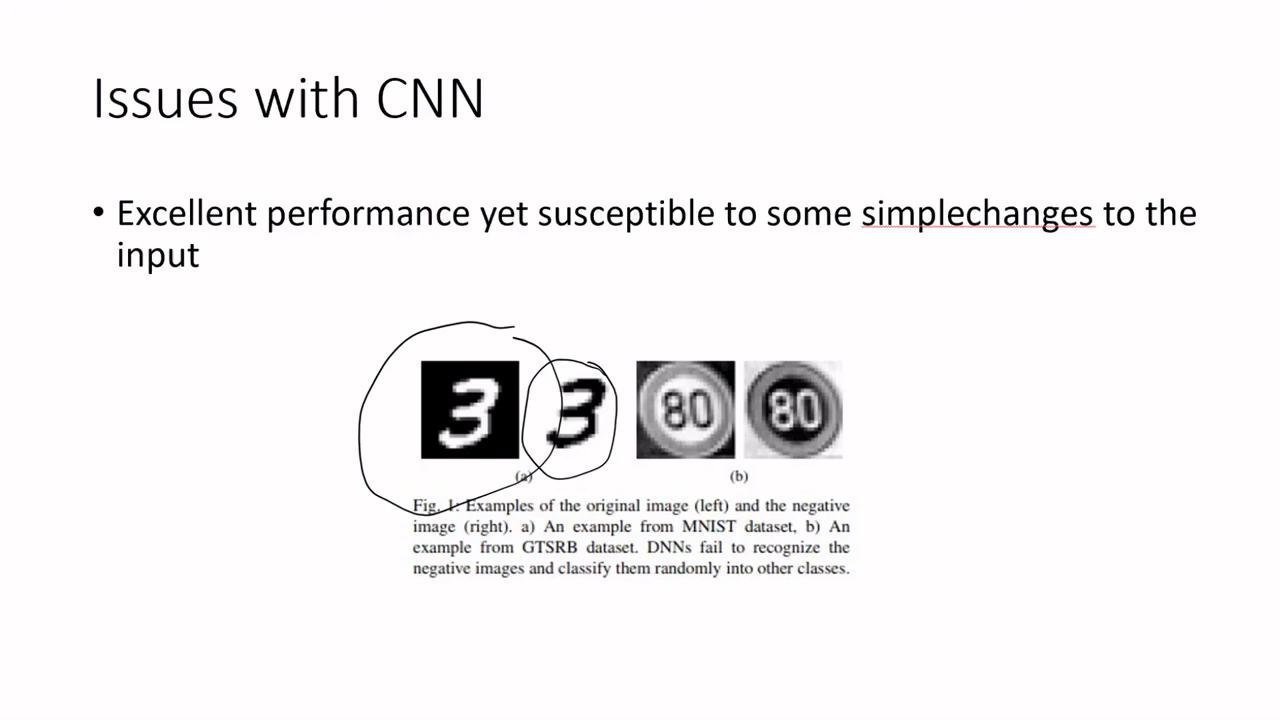 Issues with CNN
• Excellent performance yet susceptible to some simplechanges to the
input
3 3 80 80
(a) (b)
Fig. 1: Examples of the original image (left) and the negative
image (right). a) An example from MNIST dataset, b) An
example from GTSRB dataset. DNNs fail to recognize the
negative images and classify them randomly into other classes.